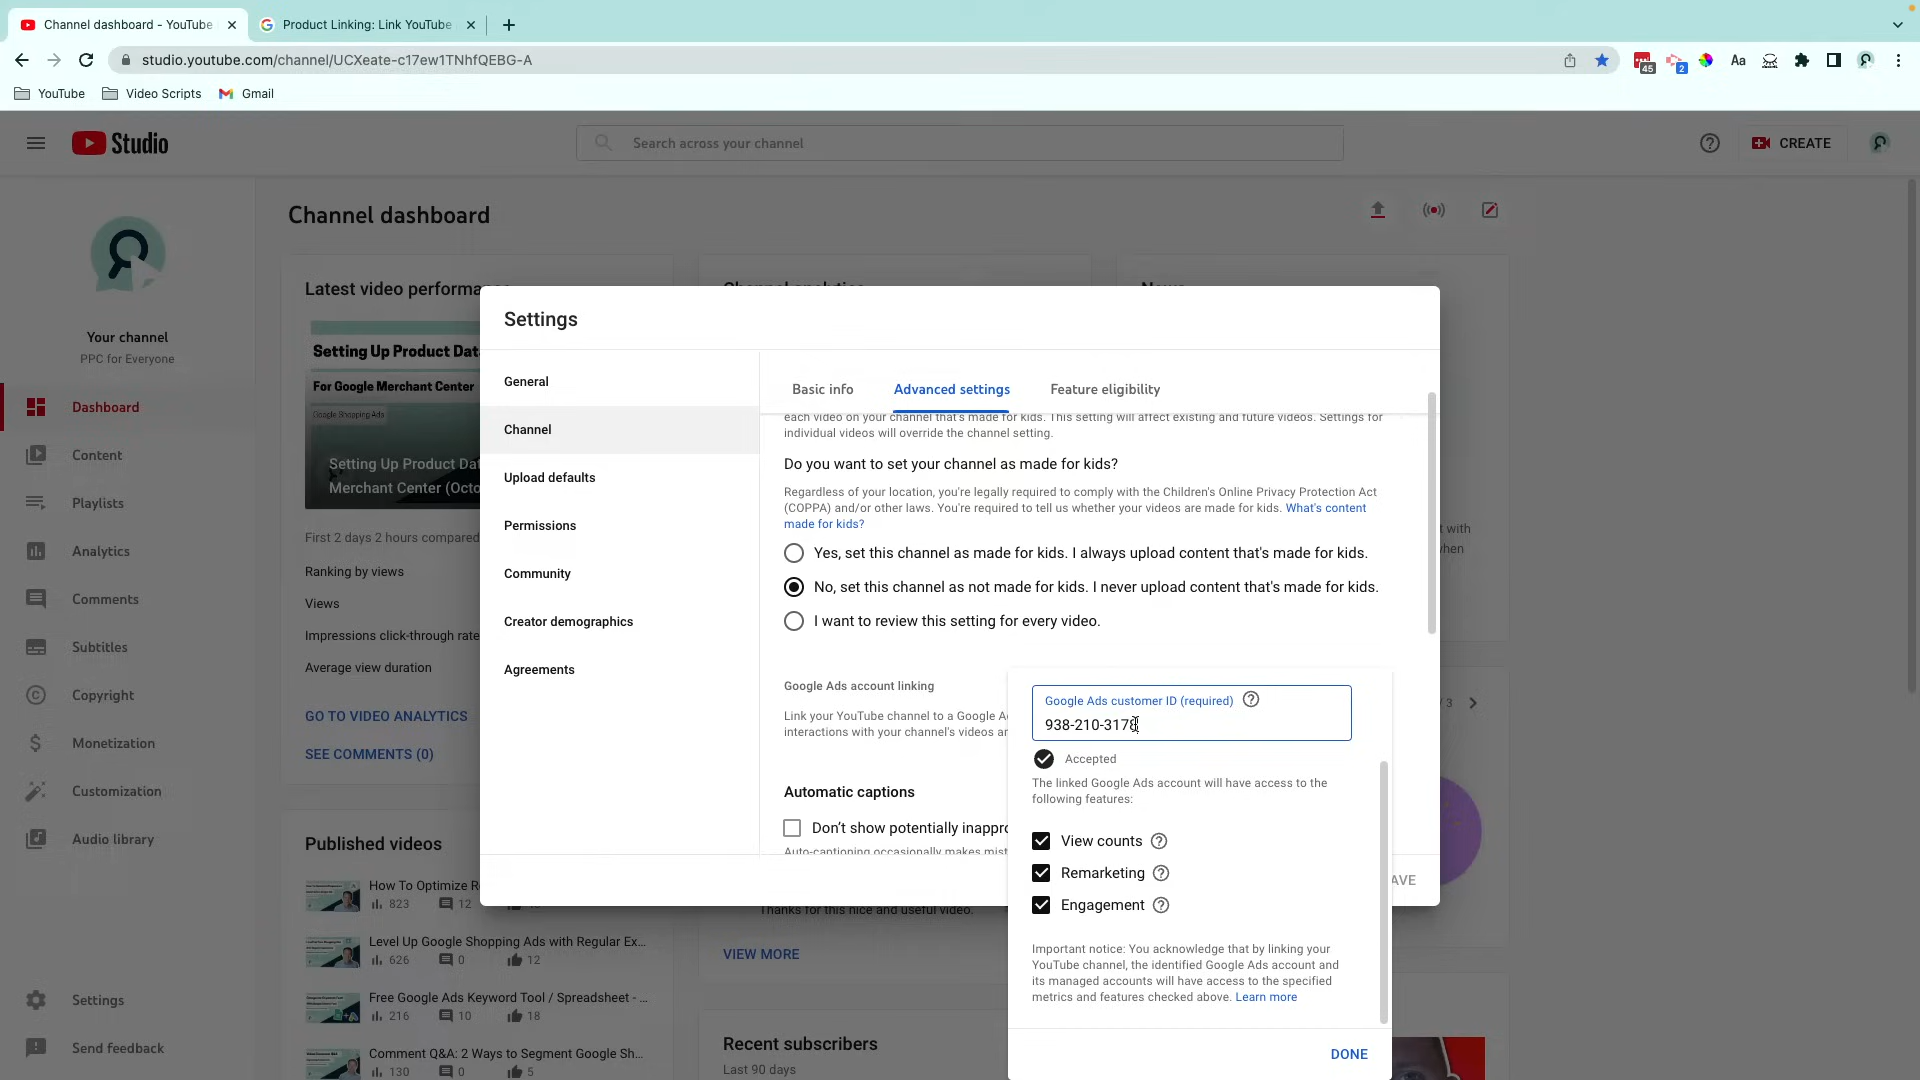 Channel dashboard - YouTube
Product Linking: Link YouTube
studio.youtube.com/channel/UCXeate-c17ew1TNhfQEBG-A
45
2
Aa
YouTube
Video Scripts
Gmail
Studio
Search across your channel
CREATE
Channel dashboard
Your channel
PPC for Everyone
Dashboard
Content
Playlists
Analytics
Comments
Subtitles
Copyright
Monetization
Customization
Audio library
Settings
Send feedback
Latest video performa
Setting Up Product Data
For Google Merchant Center
Google Shopping Ads
Setting Up Product Dat
Merchant Center (Octo
First 2 days 2 hours compared
Ranking by views
Views
Impressions click-through rate
Average view duration
GO TO VIDEO ANALYTICS
SEE COMMENTS (0)
Published videos
How To Optimize R
823
12
Level Up Google Shopping Ads with Regular Ex...
626
0
12
Free Google Ads Keyword Tool / Spreadsheet - ...
216
10
18
Comment Q&A: 2 Ways to Segment Google Sh...
130
0
5
Settings
General
Channel
Upload defaults
Permissions
Community
Creator demographics
Agreements
Basic info
Advanced settings
Feature eligibility
each video on your channel that's made for kids. This setting will affect existing and future videos. Settings for
individual videos will override the channel setting.
Do you want to set your channel as made for kids?
Regardless of your location, you're legally required to comply with the Children's Online Privacy Protection Act
(COPPA) and/or other laws. You're required to tell us whether your videos are made for kids. What's content
made for kids?
Yes, set this channel as made for kids. I always upload content that's made for kids.
No, set this channel as not made for kids. I never upload content that's made for kids.
I want to review this setting for every video.
Google Ads account linking
Link your YouTube channel to a Google A
interactions with your channel's videos an
Automatic captions
Don't show potentially inappro
Auto-captioning occasionally makes mist
Google Ads customer ID (required)
938-210-3178
Accepted
The linked Google Ads account will have access to the
following features:
View counts
Remarketing
Engagement
Important notice: You acknowledge that by linking your
YouTube channel, the identified Google Ads account and
its managed accounts will have access to the specified
metrics and features checked above. Learn more
DONE
AVE
Thanks for this nice and useful video.
VIEW MORE
Recent subscribers
Last 90 days
t with
hen
/ 3